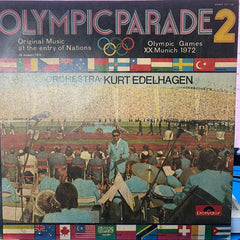 OLYMPIC PARADE 2
Original Music
at the entry of Nations
Olympic Games
XX Munich 1972
ORCHESTRA KURT EDELHAGEN
Polydor